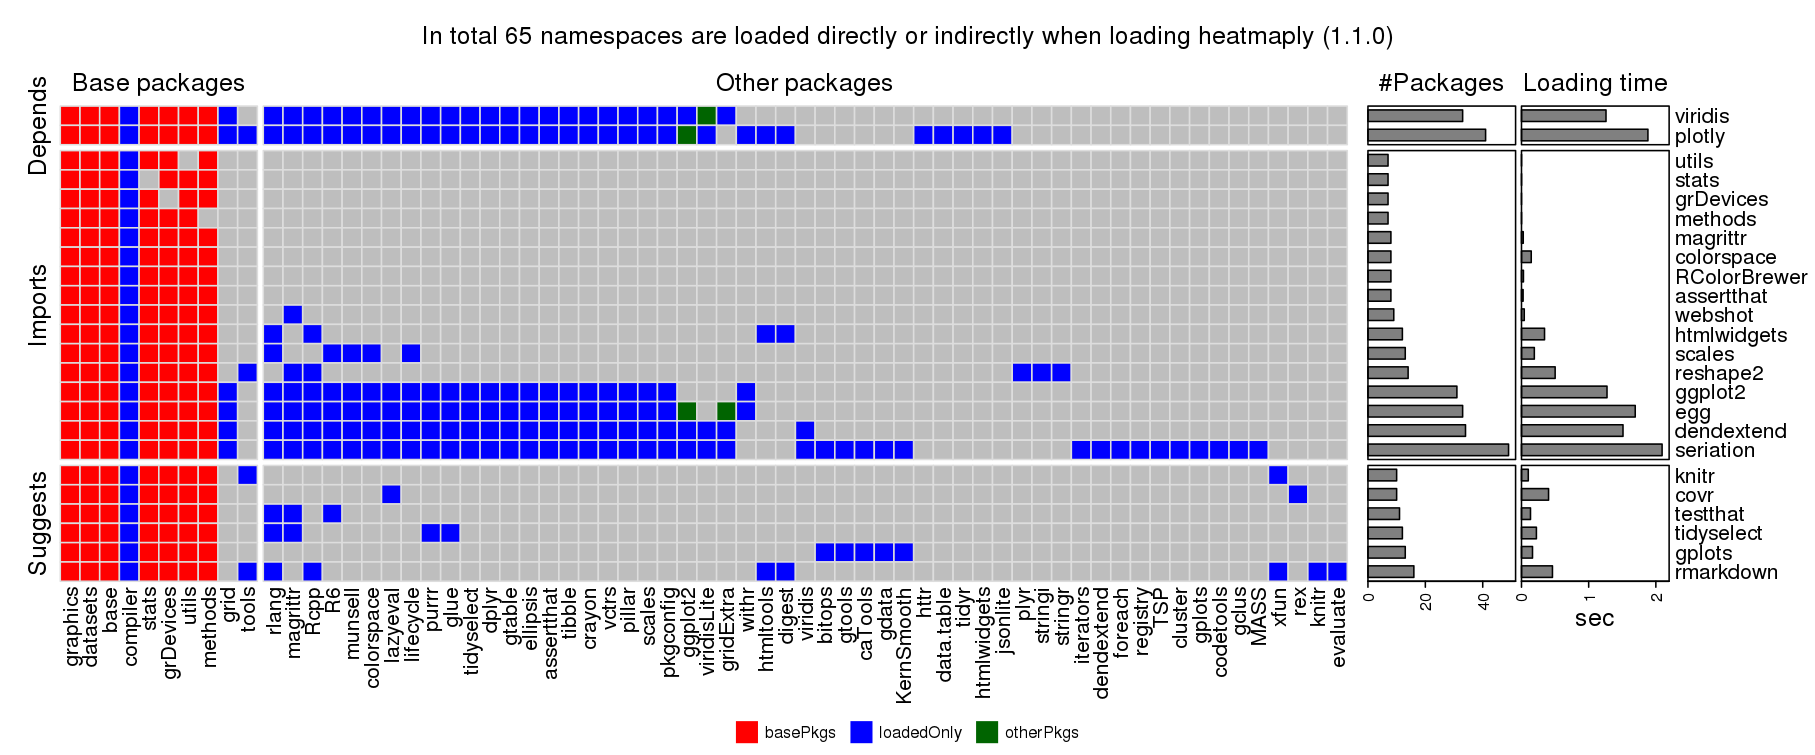 In total 65 namespaces are loaded directly or indirectly when loading heatmaply (1.1.0)
Base packages
Other packages
#Packages
Loading time
Depends
viridis
plotly
Imports
utils
stats
grDevices
methods
magrittr
colorspace
RColorBrewer
assertthat
webshot
htmlwidgets
scales
reshape2
ggplot2
egg
dendextend
seriation
Suggests
knitr
covr
testthat
tidyselect
gplots
rmarkdown
graphics
datasets
base
compiler
stats
grDevices
utils
methods
grid
tools
rlang
magrittr
Rcpp
R6
munsell
colorspace
lazyeval
lifecycle
purrr
glue
tidyselect
dplyr
gtable
ellipsis
assertthat
tibble
crayon
vctrs
pillar
scales
pkgconfig
ggplot2
viridisLite
gridExtra
withr
htmltools
digest
viridis
bitops
gtools
caTools
gdata
KernSmooth
httr
data.table
tidyr
htmlwidgets
jsonlite
plyr
stringi
stringr
iterators
dendextend
foreach
registry
TSP
cluster
gplots
codetools
gclus
MASS
xfun
rex
knitr
evaluate
0
20
40
0
1
2
sec
basePkgs
loadedOnly
otherPkgs